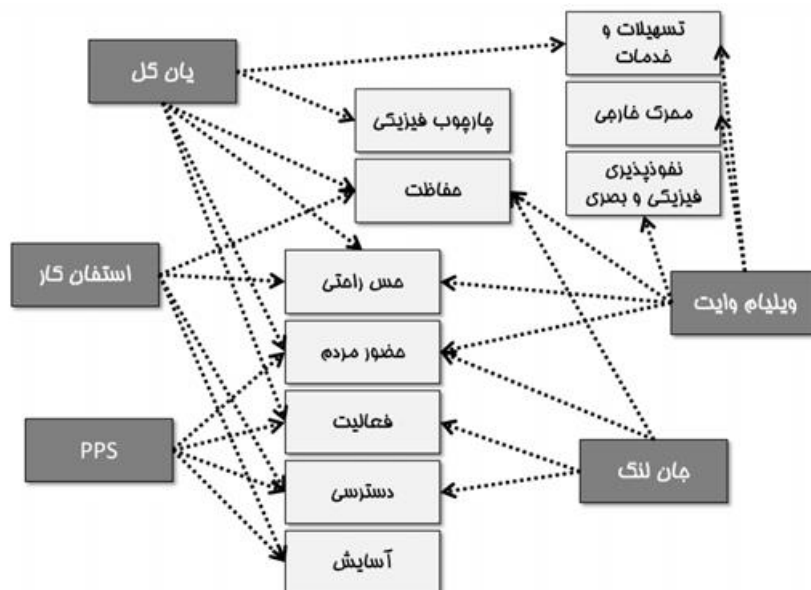 تسهیلات و
خدمات
یان گل
محرک خارجی
چارچوب فیزیکی
نفوذپذیری
فیزیکی و بصری
حفاظت
استفان کار
حس راحتی
ویلیام وایت
حضور مردم
فعالیت
PPS
جان لنگ
دسترسی
آسایش